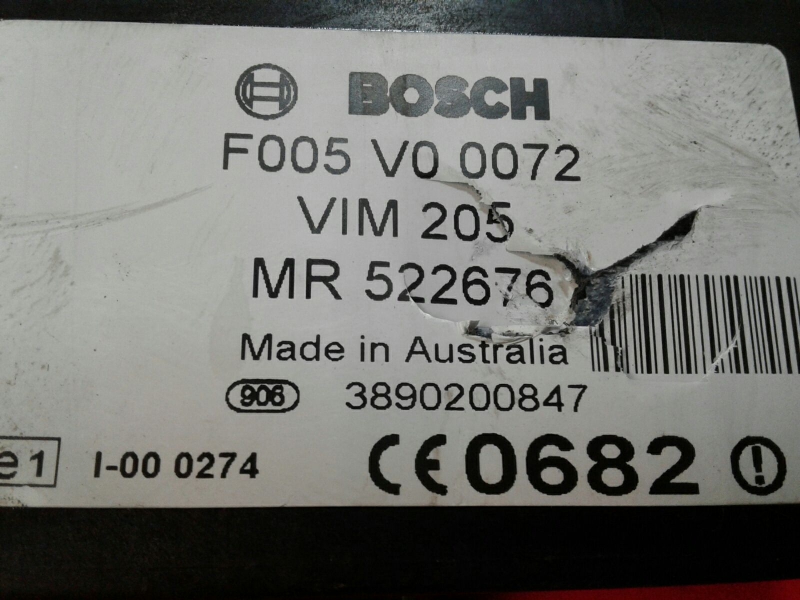 BOSCH
F005 V0 0072
VIM 205
MR 522676
Made in Australia
906 3890200847
e1 I-00 0274 CE0682 !